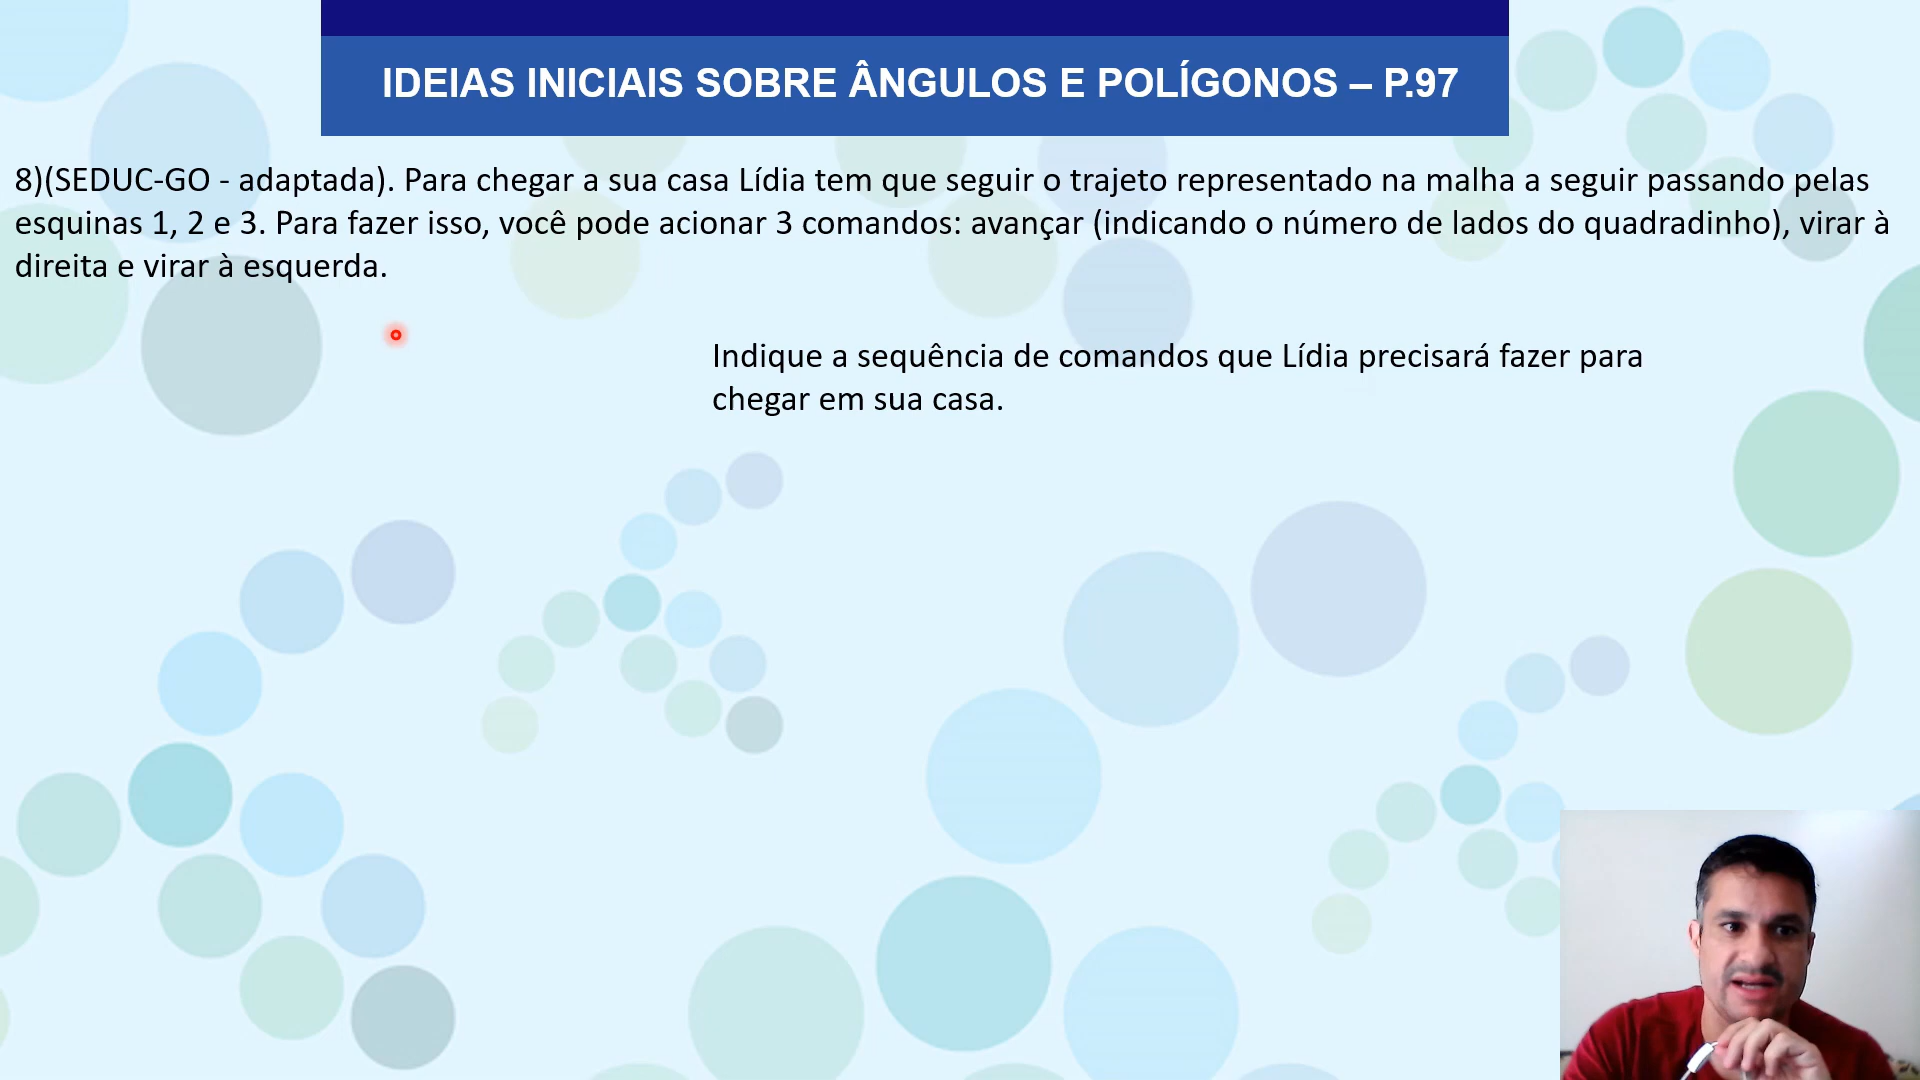 IDEIAS INICIAIS SOBRE ÂNGULOS E POLÍGONOS – P.97
8)(SEDUC-GO - adaptada). Para chegar a sua casa Lídia tem que seguir o trajeto representado na malha a seguir passando pelas
esquinas 1, 2 e 3. Para fazer isso, você pode acionar 3 comandos: avançar (indicando o número de lados do quadradinho), virar à
direita e virar à esquerda.
Indique a sequência de comandos que Lídia precisará fazer para
chegar em sua casa.